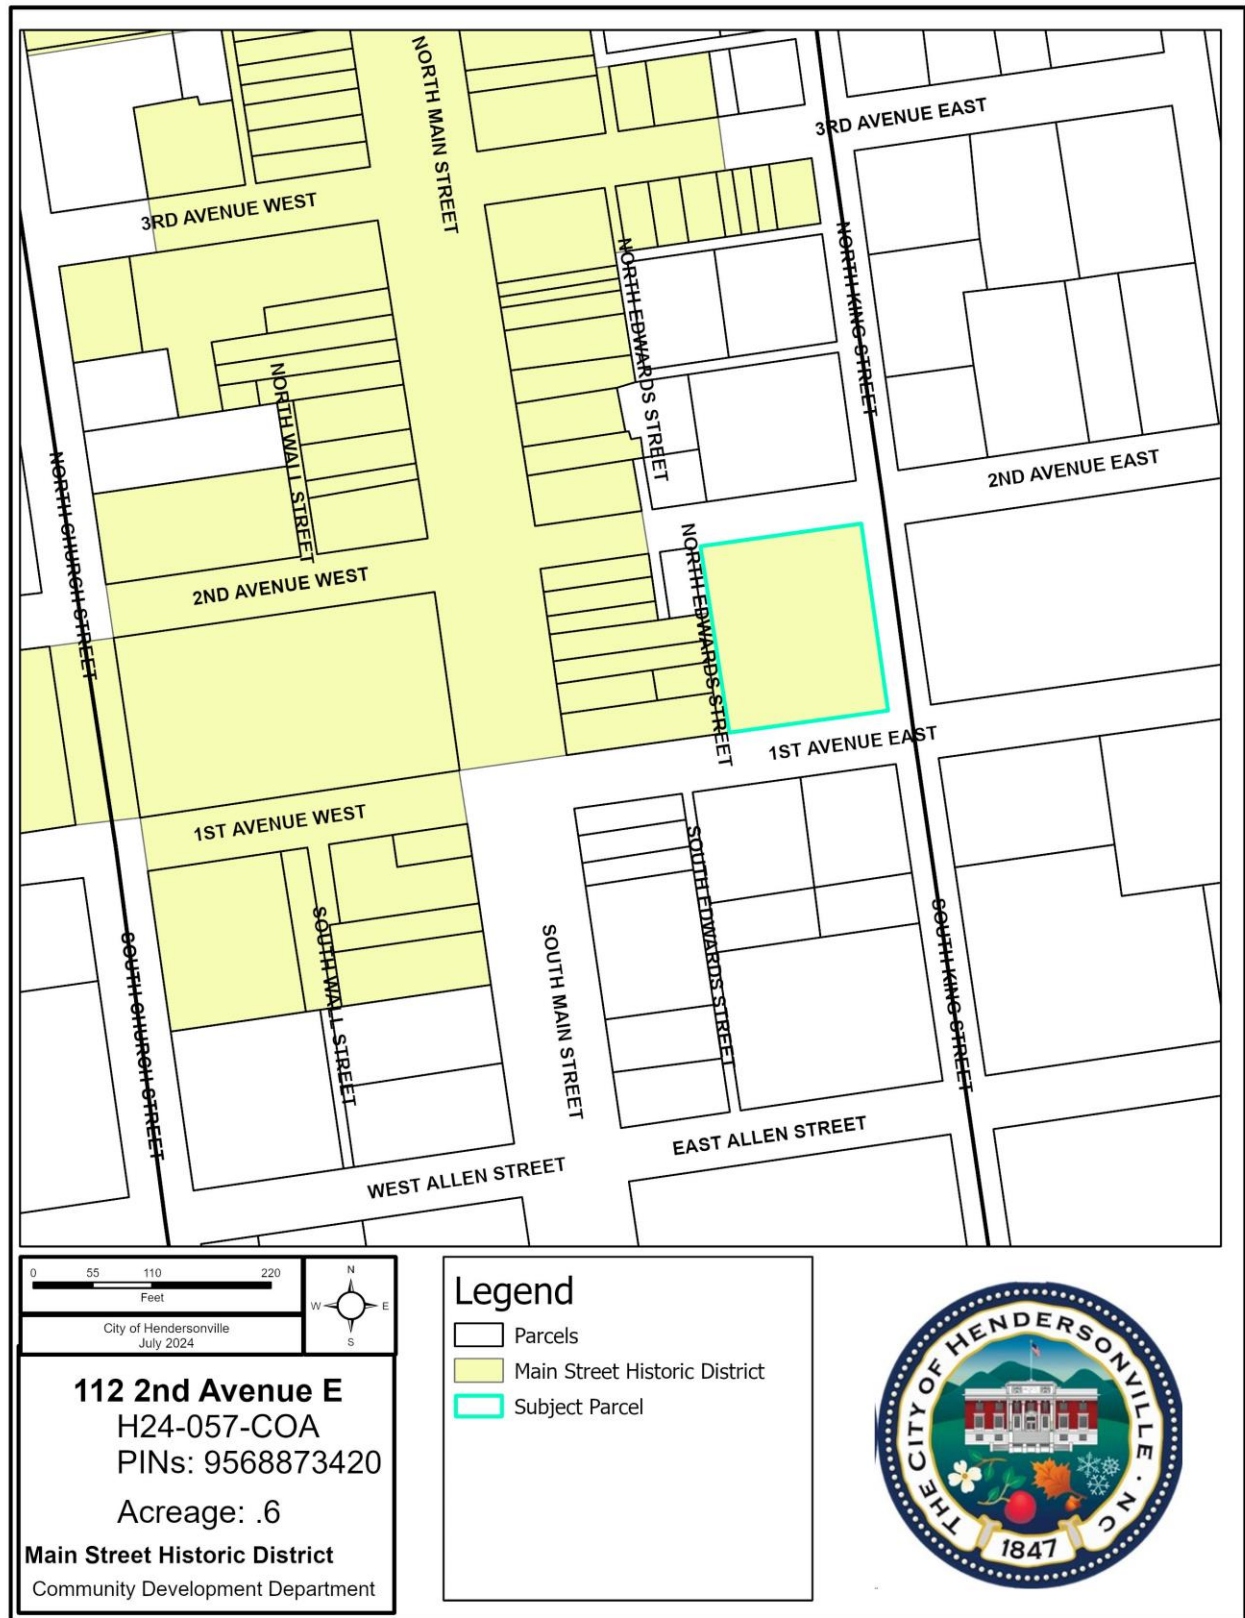 NORTH MAIN STREET
3RD AVENUE EAST
3RD AVENUE WEST
NORTH EDWARDS STREET
NORTH KING STREET
NORTH WALL STREET
NORTH CHURCH STREET
2ND AVENUE EAST
2ND AVENUE WEST
NORTH EDWARDS STREET
1ST AVENUE EAST
1ST AVENUE WEST
SOUTH EDWARDS STREET
SOUTH KING STREET
SOUTH WALL STREET
SOUTH MAIN STREET
SOUTH CHURCH STREET
EAST ALLEN STREET
WEST ALLEN STREET
0 55 110 220
Feet
City of Hendersonville
July 2024
N
W E
S
112 2nd Avenue E
H24-057-COA
PINs: 9568873420
Acreage: .6
Main Street Historic District
Community Development Department
Legend
Parcels
Main Street Historic District
Subject Parcel
THE CITY OF HENDERSONVILLE · NC
1847